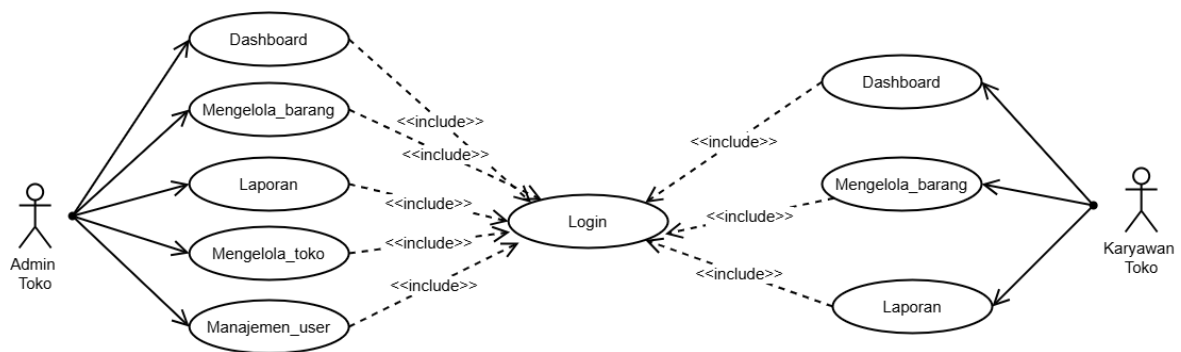 Dashboard
Mengelola_barang
Laporan
Mengelola_toko
Manajemen_user
Admin
Toko
<<include>>
<<include>>
<<include>>
<<include>>
<<include>>
Login
<<include>>
<<include>>
<<include>>
Dashboard
Mengelola_barang
Laporan
Karyawan
Toko